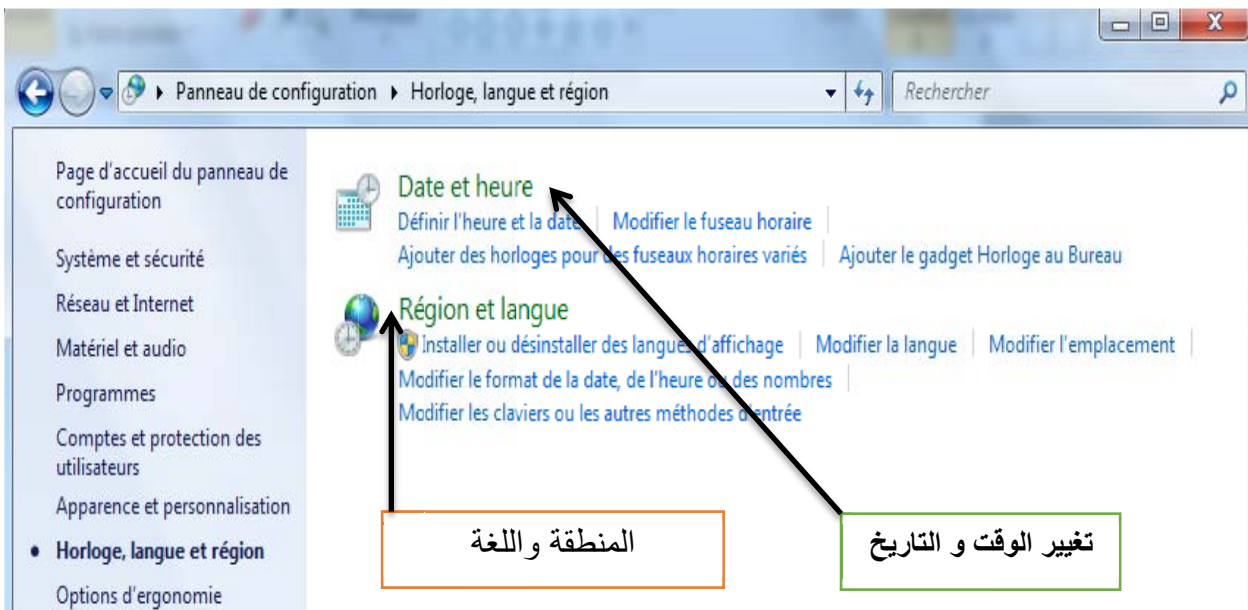 Panneau de configuration ▸ Horloge, langue et région
Rechercher
Page d'accueil du panneau de
configuration
Système et sécurité
Réseau et Internet
Matériel et audio
Programmes
Comptes et protection des
utilisateurs
Apparence et personnalisation
Horloge, langue et région
Options d'ergonomie
Date et heure
Définir l'heure et la date | Modifier le fuseau horaire
Ajouter des horloges pour des fuseaux horaires variés | Ajouter le gadget Horloge au Bureau
Région et langue
Installer ou désinstaller des langues d'affichage | Modifier la langue | Modifier l'emplacement
Modifier le format de la date, de l'heure ou des nombres
Modifier les claviers ou les autres méthodes d'entrée
المنطقة واللغة
تغيير الوقت و التاريخ